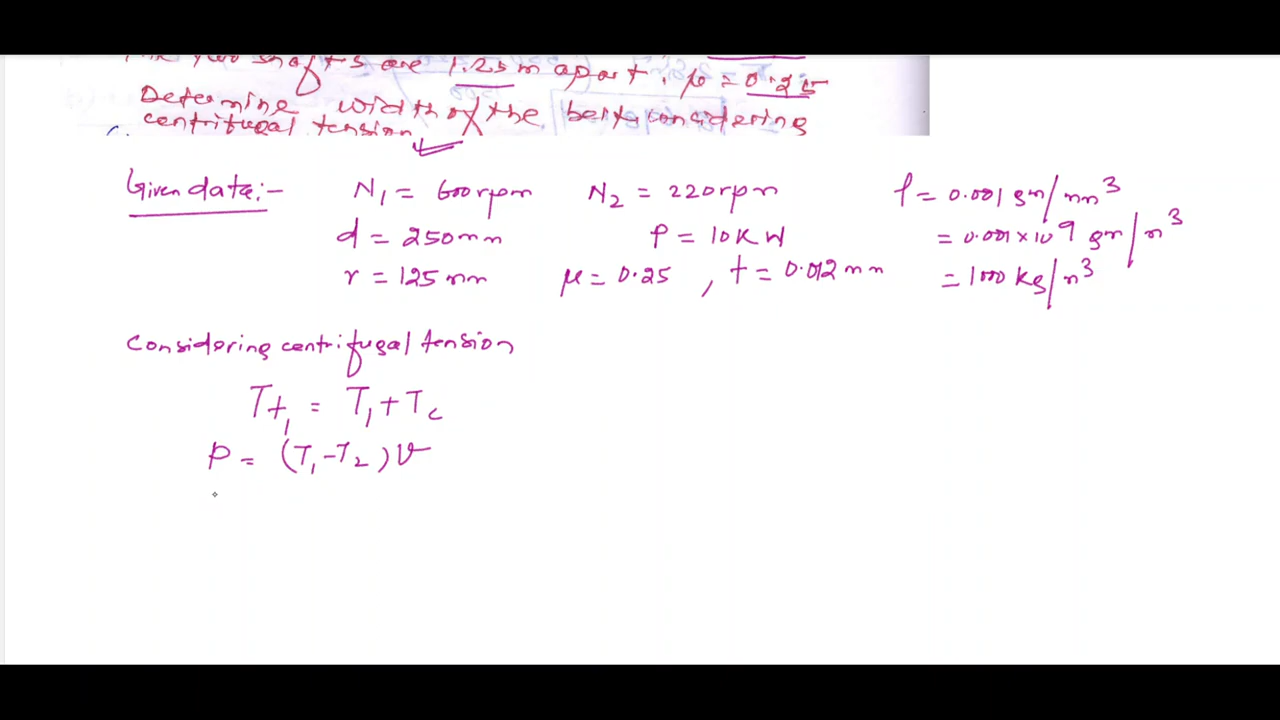 The two shafts are 1.25 m apart. μ = 0.25
Determine width of the belt considering
centrifugal tension
Given data:- N₁ = 600 rpm N₂ = 220 rpm ρ = 0.001 gm/mm³
d = 250 mm P = 10 KW = 0.001 × 10⁹ gm/m³
r = 125 mm μ = 0.25 , t = 0.012 mm = 1000 kg/m³
Considering centrifugal tension
Tt₁ = T₁ + Tc
P = (T₁ - T₂) v